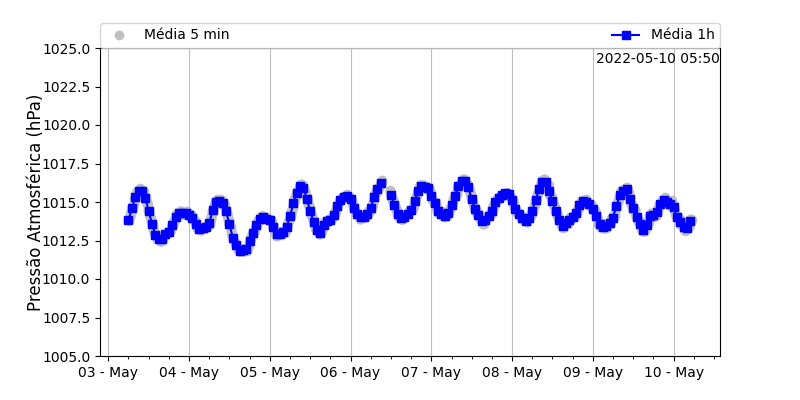 Média 5 min
Média 1h
2022-05-10 05:50
Pressão Atmosférica (hPa)
1025.0
1022.5
1020.0
1017.5
1015.0
1012.5
1010.0
1007.5
1005.0
03 - May
04 - May
05 - May
06 - May
07 - May
08 - May
09 - May
10 - May